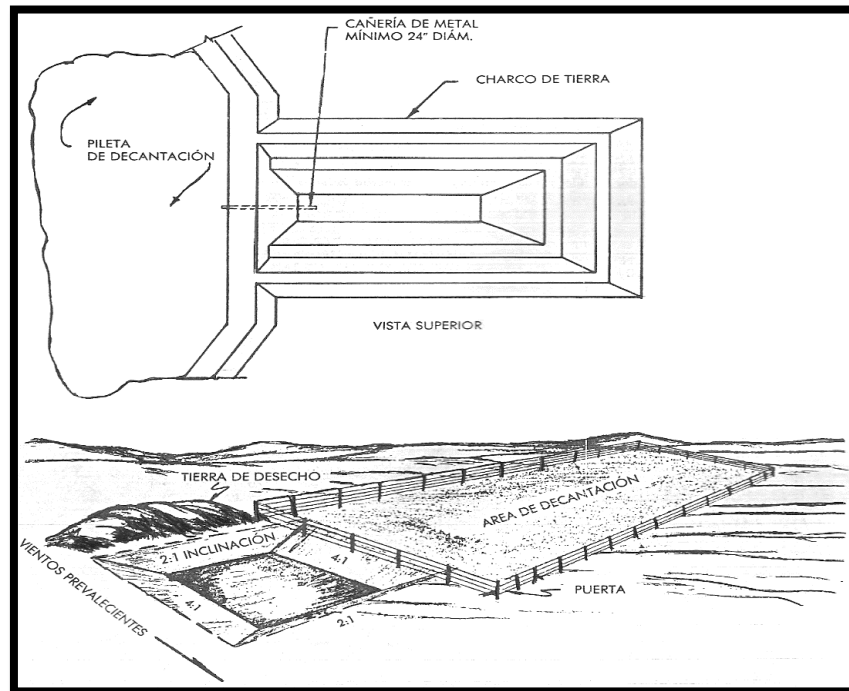 CAÑERÍA DE METAL
MÍNIMO 24" DIÁM.
CHARCO DE TIERRA
PILETA
DE DECANTACIÓN
VISTA SUPERIOR
TIERRA DE DESECHO
AREA DE DECANTACIÓN
2:1 INCLINACIÓN
4:1
4:1
2:1
PUERTA
VIENTOS PREVALECIENTES